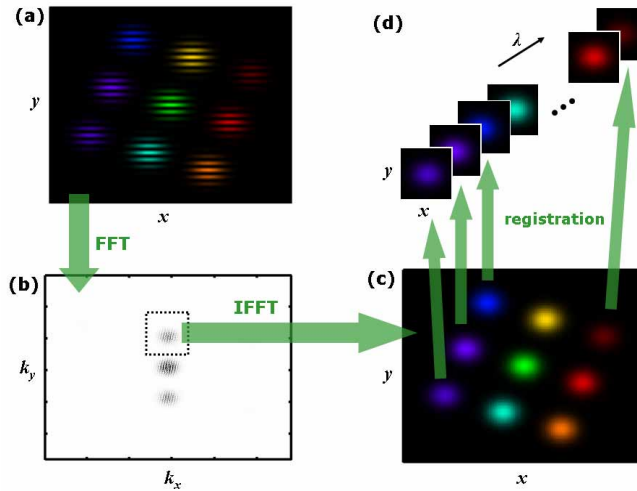 (a)
y
x
FFT
(b)
k_y
k_x
IFFT
(d)
λ
y
x
registration
(c)
y
x